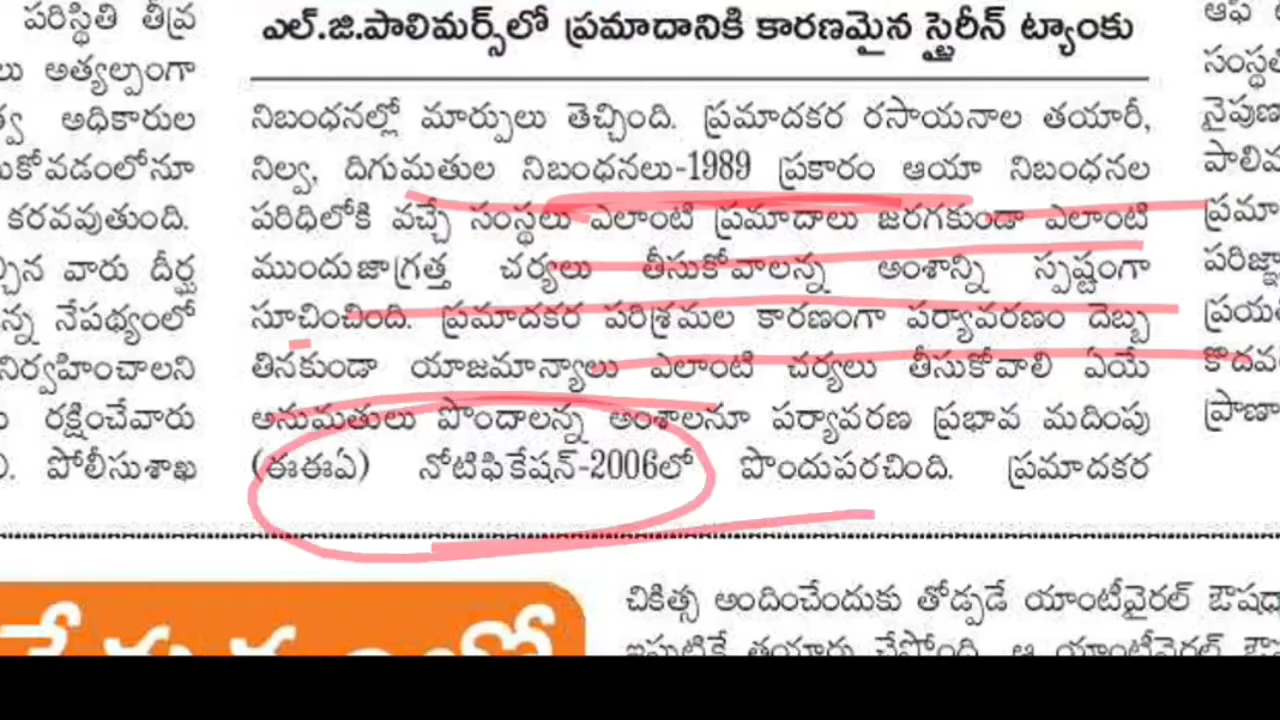 పరిస్థితి తీవ్ర
లు అత్యల్పంగా
త్వ అధికారుల
కోవడంలోనూ
కరవవుతుంది.
వారు దీర్ఘ
నేపథ్యంలో
నిర్వహించాలని
రక్షించేవారు
పోలీసుశాఖ
ఎల్.జి.పాలిమర్స్‌లో ప్రమాదానికి కారణమైన స్టైరీన్ ట్యాంకు
నిబంధనల్లో మార్పులు తెచ్చింది. ప్రమాదకర రసాయనాల తయారీ,
నిల్వ, దిగుమతుల నిబంధనలు-1989 ప్రకారం ఆయా నిబంధనల
పరిధిలోకి వచ్చే సంస్థలు ఎలాంటి ప్రమాదాలు జరగకుండా ఎలాంటి
ముందుజాగ్రత్త చర్యలు తీసుకోవాలన్న అంశాన్ని స్పష్టంగా
సూచించింది. ప్రమాదకర పరిశ్రమల కారణంగా పర్యావరణం దెబ్బ
తినకుండా యాజమాన్యాలు ఎలాంటి చర్యలు తీసుకోవాలి ఏయే
అనుమతులు పొందాలన్న అంశాలనూ పర్యావరణ ప్రభావ మదింపు
(ఈఈఏ) నోటిఫికేషన్-2006లో పొందుపరచింది. ప్రమాదకర
ఆఫ్
చికిత్స అందించేందుకు తోడ్పడే యాంటీవైరల్